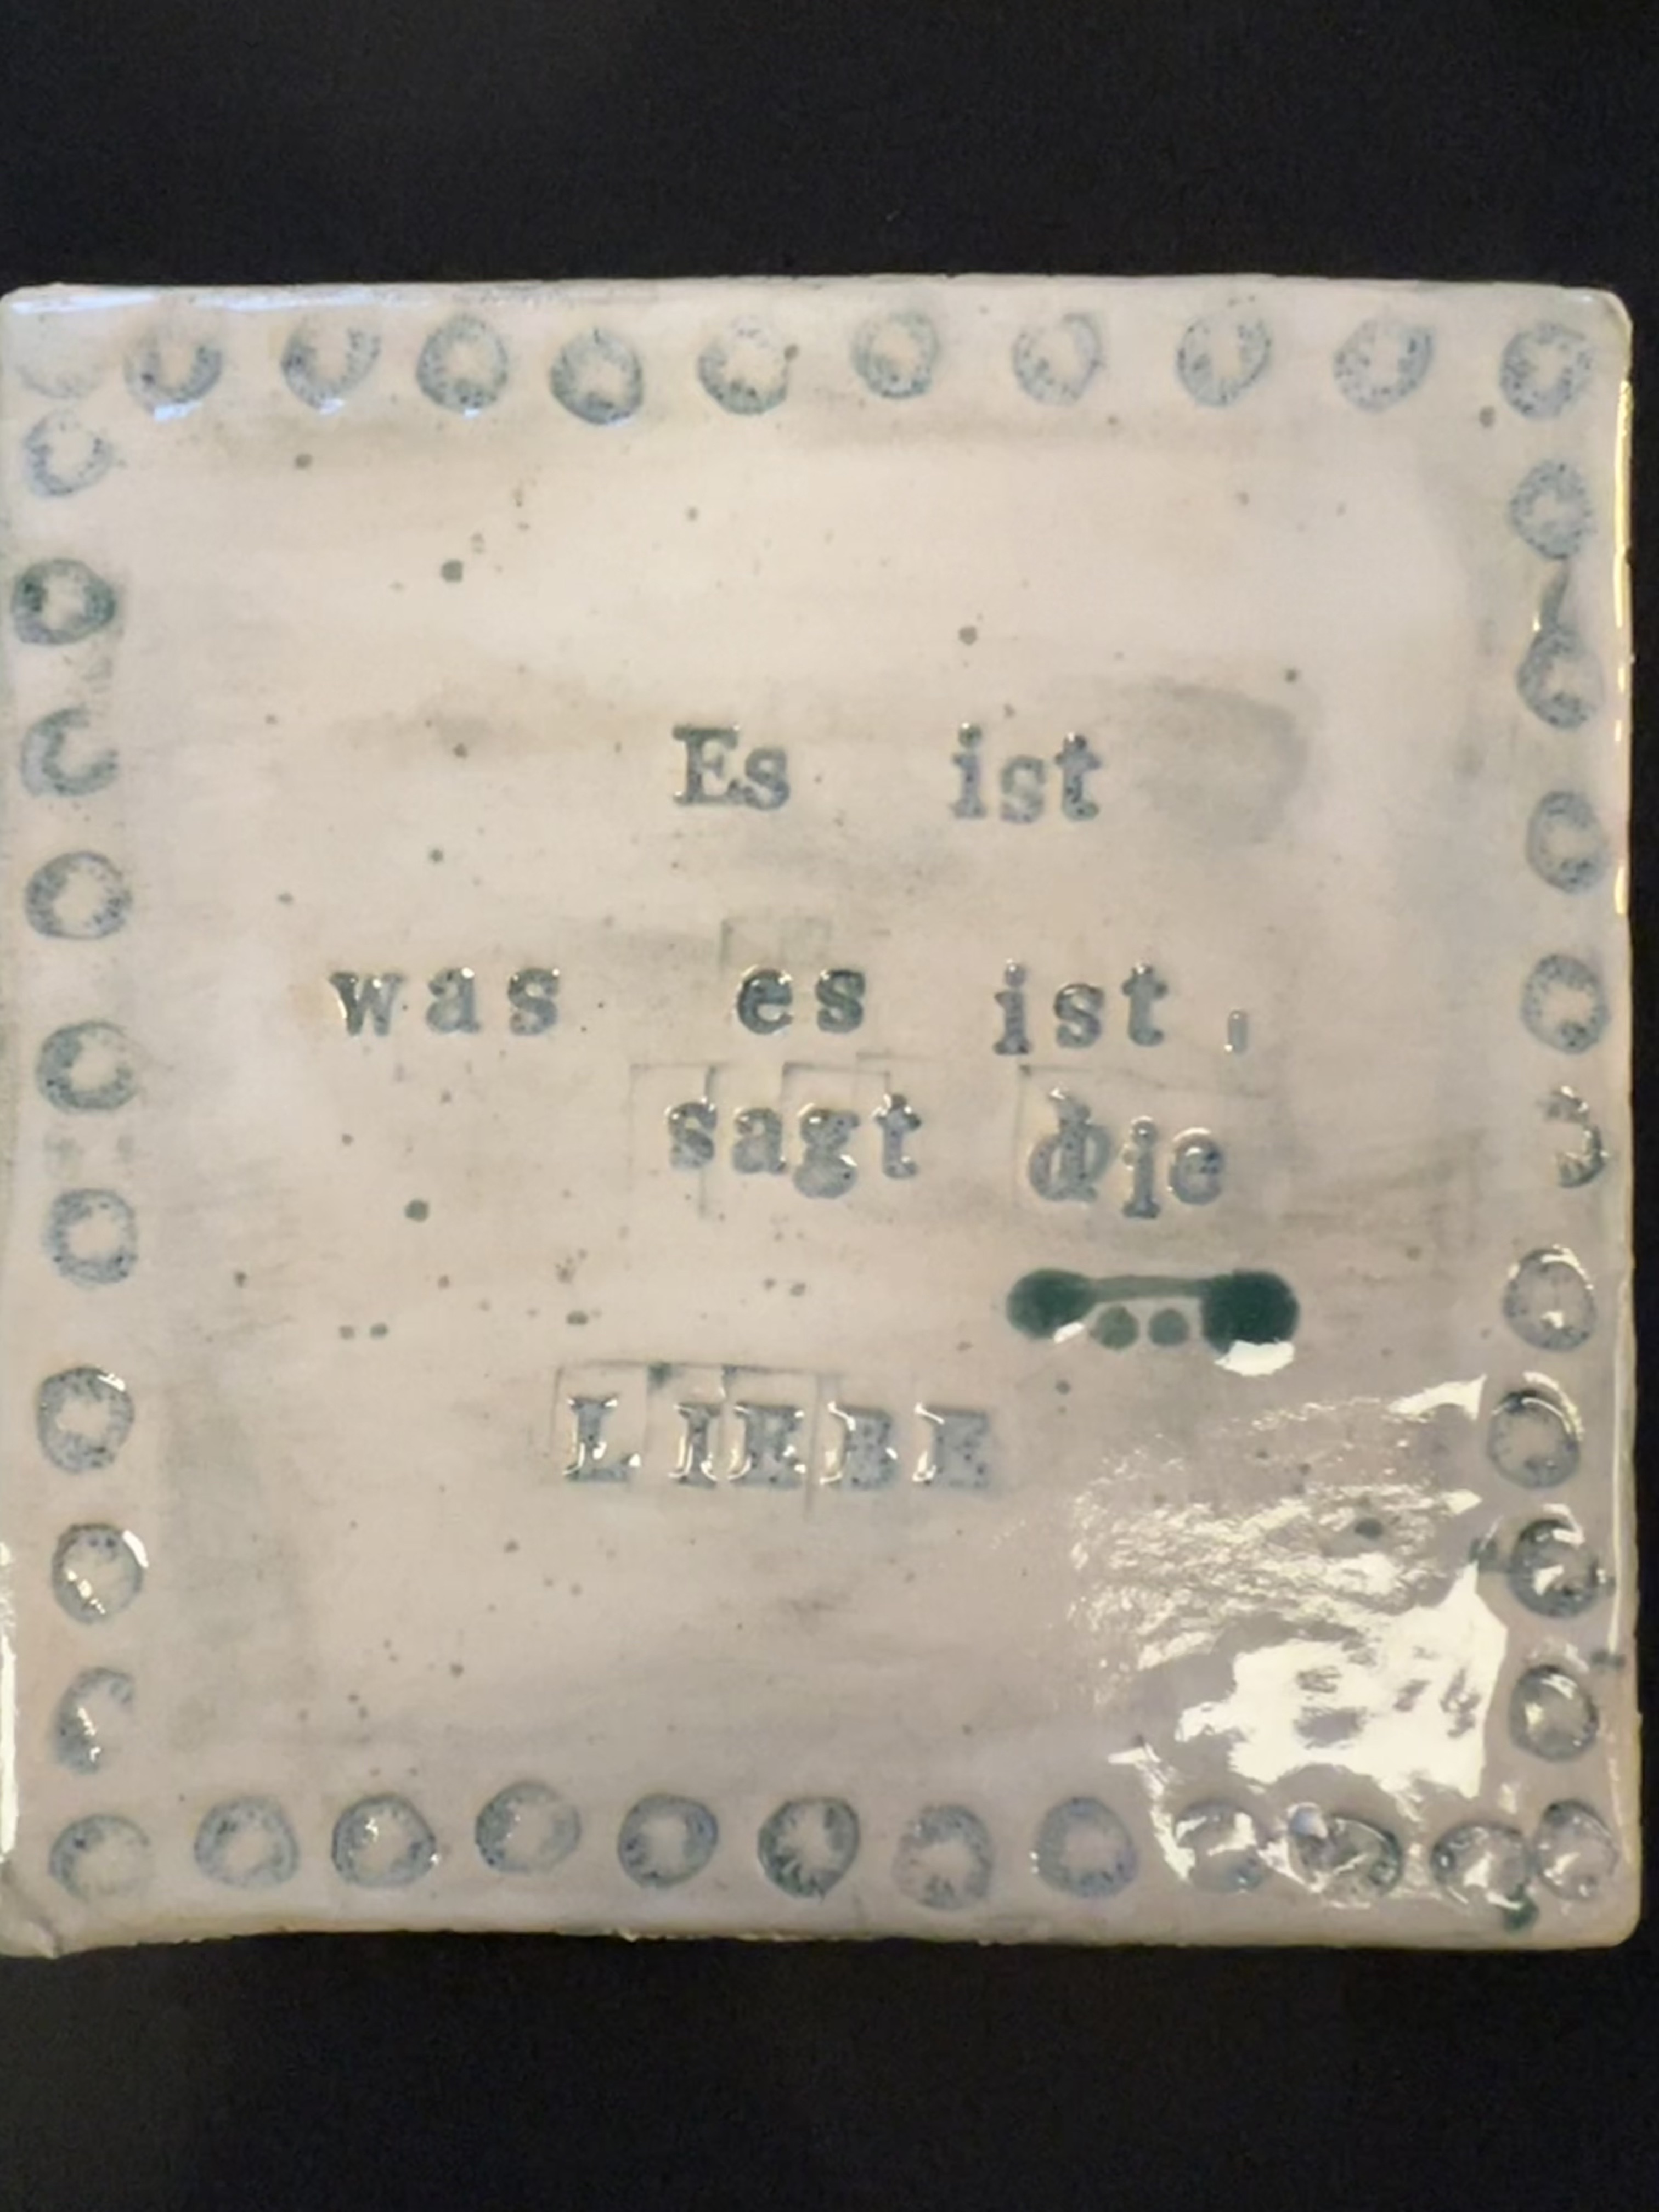 Es ist
was es ist,
sagt die
LIEBE